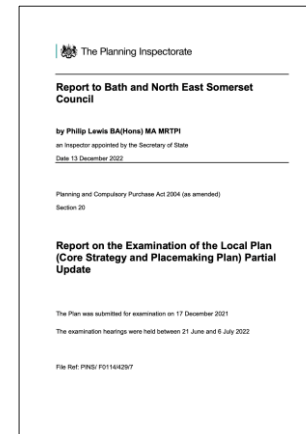 The Planning Inspectorate
Report to Bath and North East Somerset
Council
by Philip Lewis BA(Hons) MA MRTPI
an Inspector appointed by the Secretary of State
Date 13 December 2022
Planning and Compulsory Purchase Act 2004 (as amended)
Section 20
Report on the Examination of the Local Plan
(Core Strategy and Placemaking Plan) Partial
Update
The Plan was submitted for examination on 17 December 2021
The examination hearings were held between 21 June and 6 July 2022
File Ref: PINS/ F0114/429/7